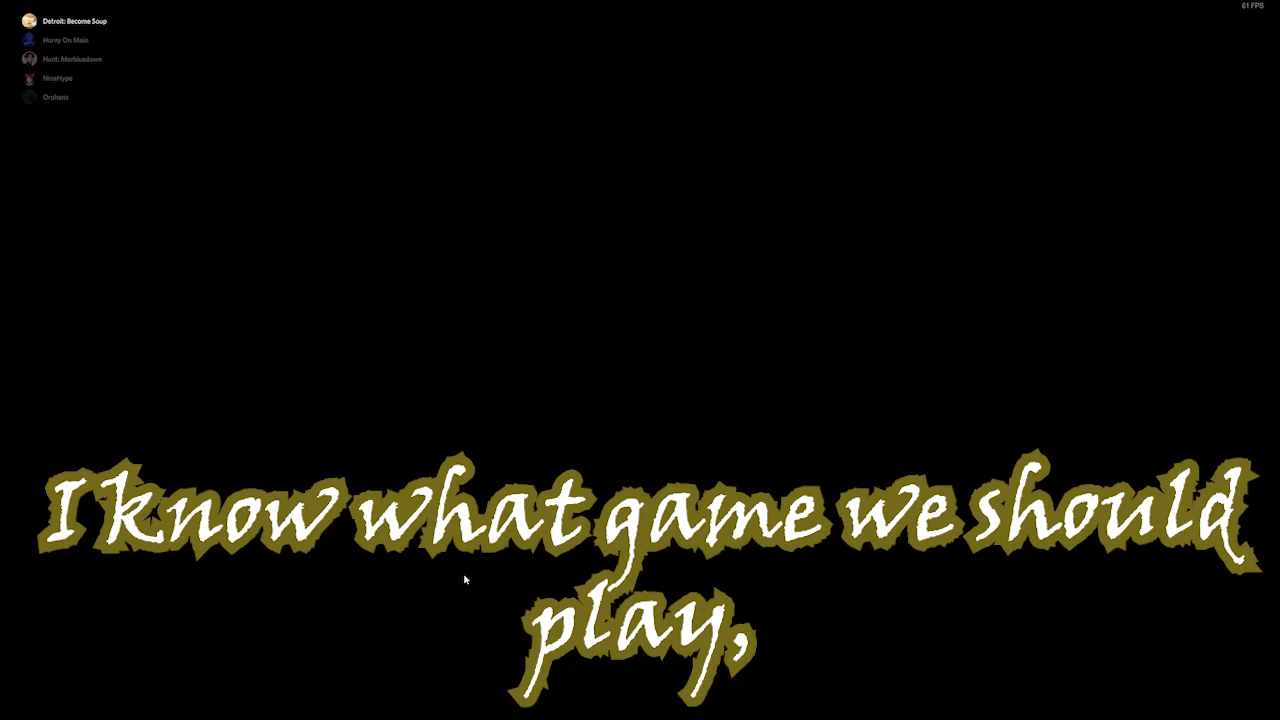 61 FPS
Detroit: Become Soup
Horny On Main
Hunt: Morbiusdown
NinaHype
Orphans
I know what game we should
play,